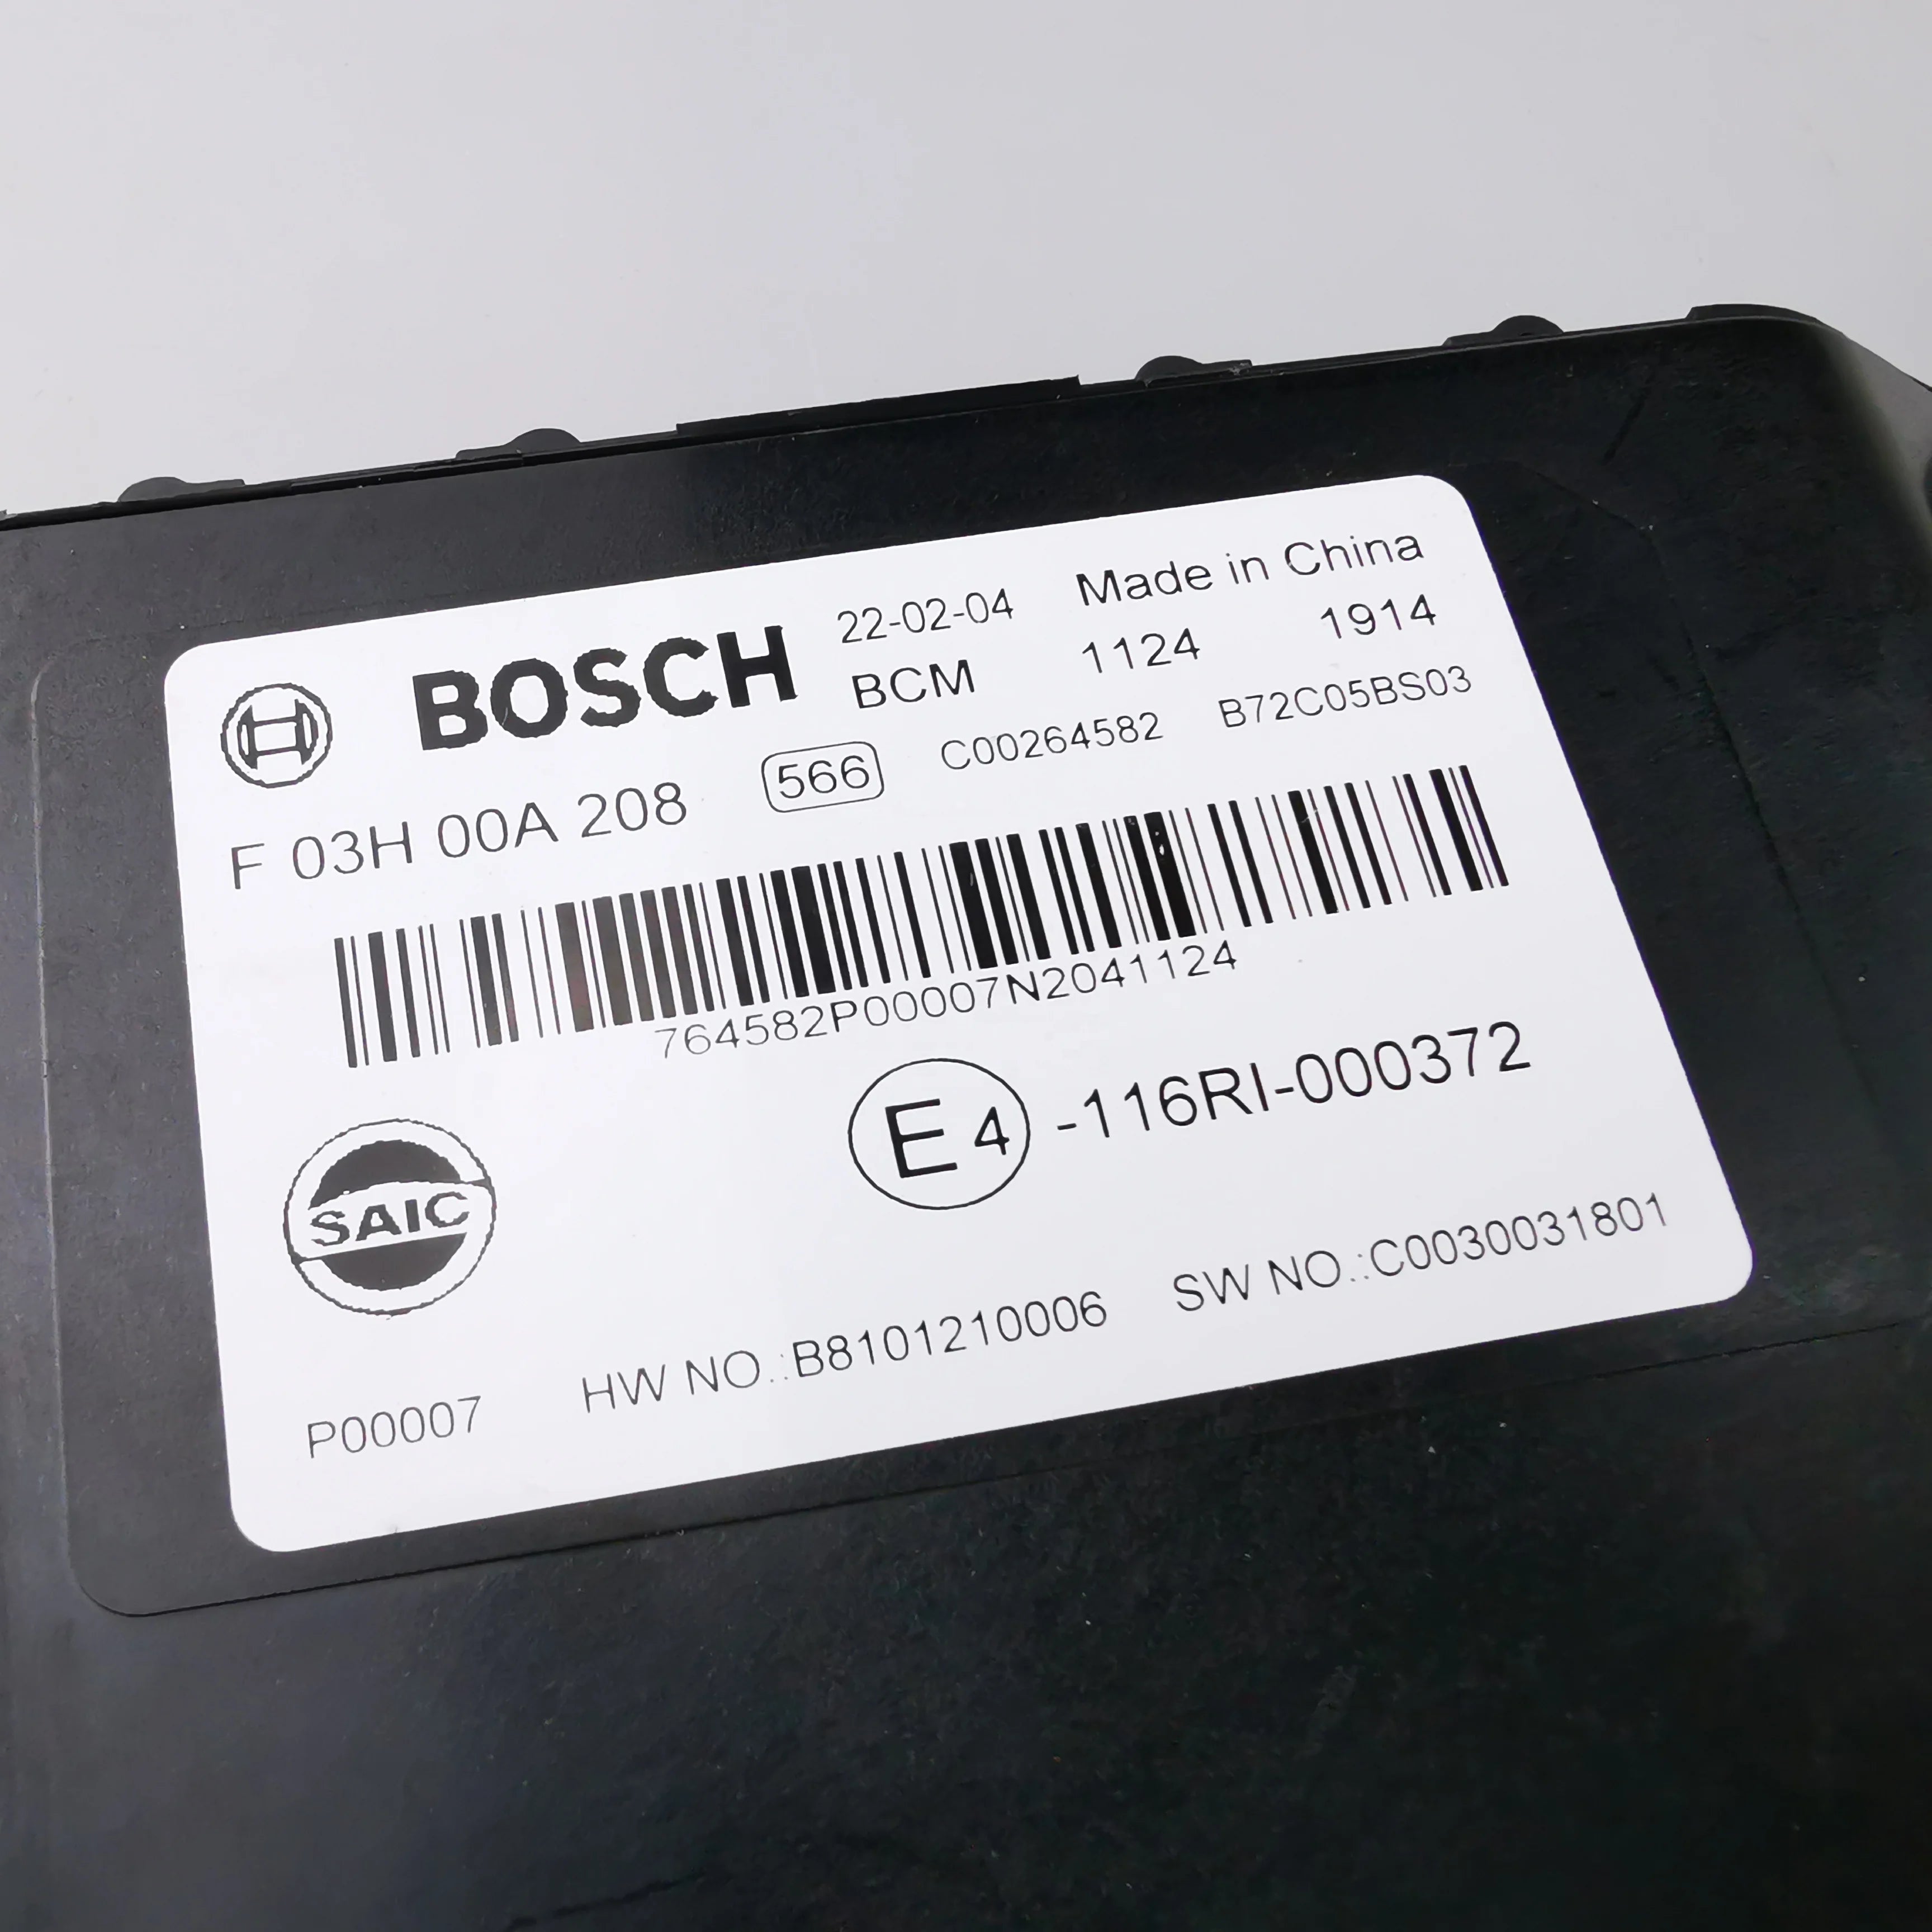 BOSCH 22-02-04 Made in China
BCM 1124 1914
F 03H 00A 208 566 C00264582 B72C05BS03
764582P00007N2041124
SAIC E4 -116RI-000372
P00007 HW NO.:B8101210006 SW NO.:C0030031801